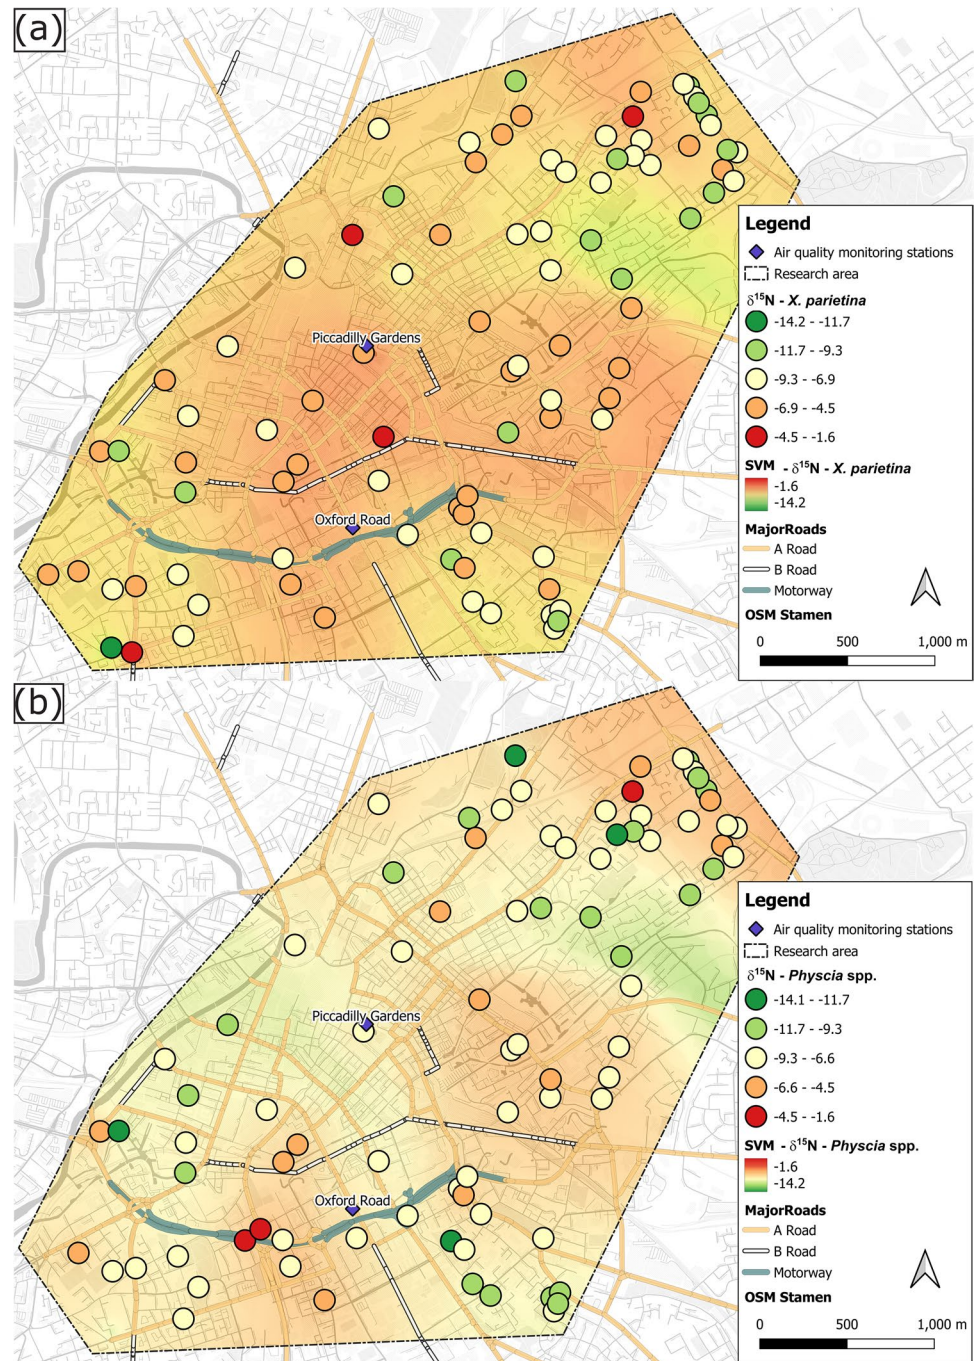 (a)
Piccadilly Gardens
Oxford Road
Legend
Air quality monitoring stations
Research area
δ¹⁵N - X. parietina
-14.2 - -11.7
-11.7 - -9.3
-9.3 - -6.9
-6.9 - -4.5
-4.5 - -1.6
SVM - δ¹⁵N - X. parietina
-1.6
-14.2
MajorRoads
A Road
B Road
Motorway
OSM Stamen
0 500 1,000 m
(b)
Piccadilly Gardens
Oxford Road
Legend
Air quality monitoring stations
Research area
δ¹⁵N - Physcia spp.
-14.1 - -11.7
-11.7 - -9.3
-9.3 - -6.6
-6.6 - -4.5
-4.5 - -1.6
SVM - δ¹⁵N - Physcia spp.
-1.6
-14.2
MajorRoads
A Road
B Road
Motorway
OSM Stamen
0 500 1,000 m